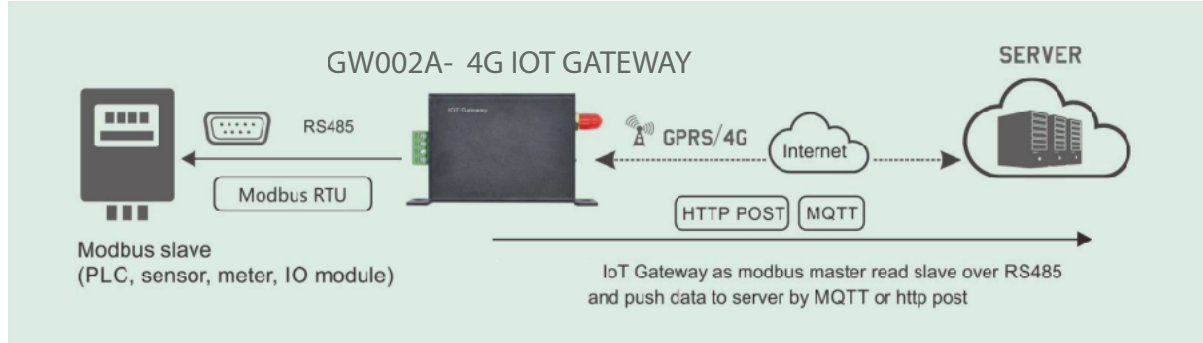 GW002A- 4G IOT GATEWAY
SERVER
RS485
Modbus RTU
IOT Gateway
GPRS/4G
Internet
HTTP POST
MQTT
Modbus slave
(PLC, sensor, meter, IO module)
IoT Gateway as modbus master read slave over RS485
and push data to server by MQTT or http post